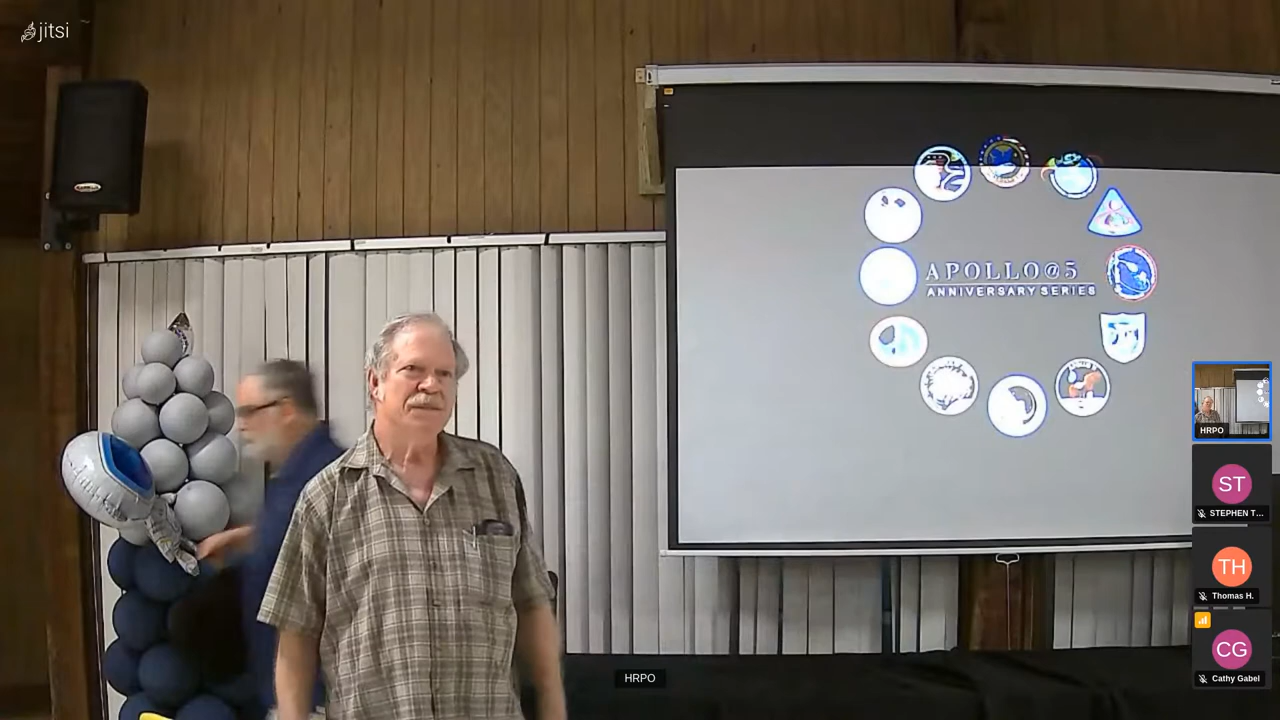 jitsi
APOLLO@5
ANNIVERSARY SERIES
HRPO
ST
STEPHEN T...
TH
Thomas H.
CG
Cathy Gabel
HRPO